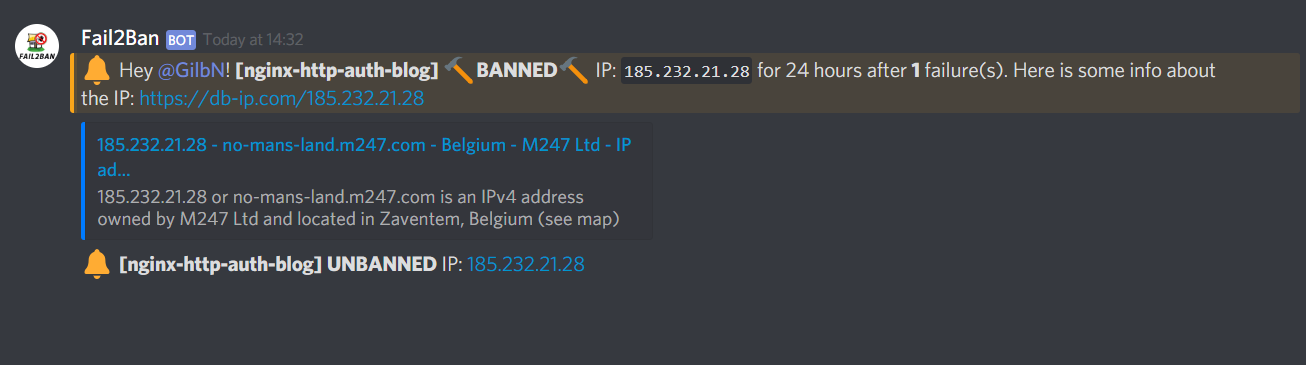 FAIL2BAN
Fail2Ban BOT Today at 14:32
🔔 Hey @GilbN! [nginx-http-auth-blog] 🔨BANNED🔨 IP: 185.232.21.28 for 24 hours after 1 failure(s). Here is some info about
the IP: https://db-ip.com/185.232.21.28
185.232.21.28 - no-mans-land.m247.com - Belgium - M247 Ltd - IP
ad...
185.232.21.28 or no-mans-land.m247.com is an IPv4 address
owned by M247 Ltd and located in Zaventem, Belgium (see map)
🔔 [nginx-http-auth-blog] UNBANNED IP: 185.232.21.28